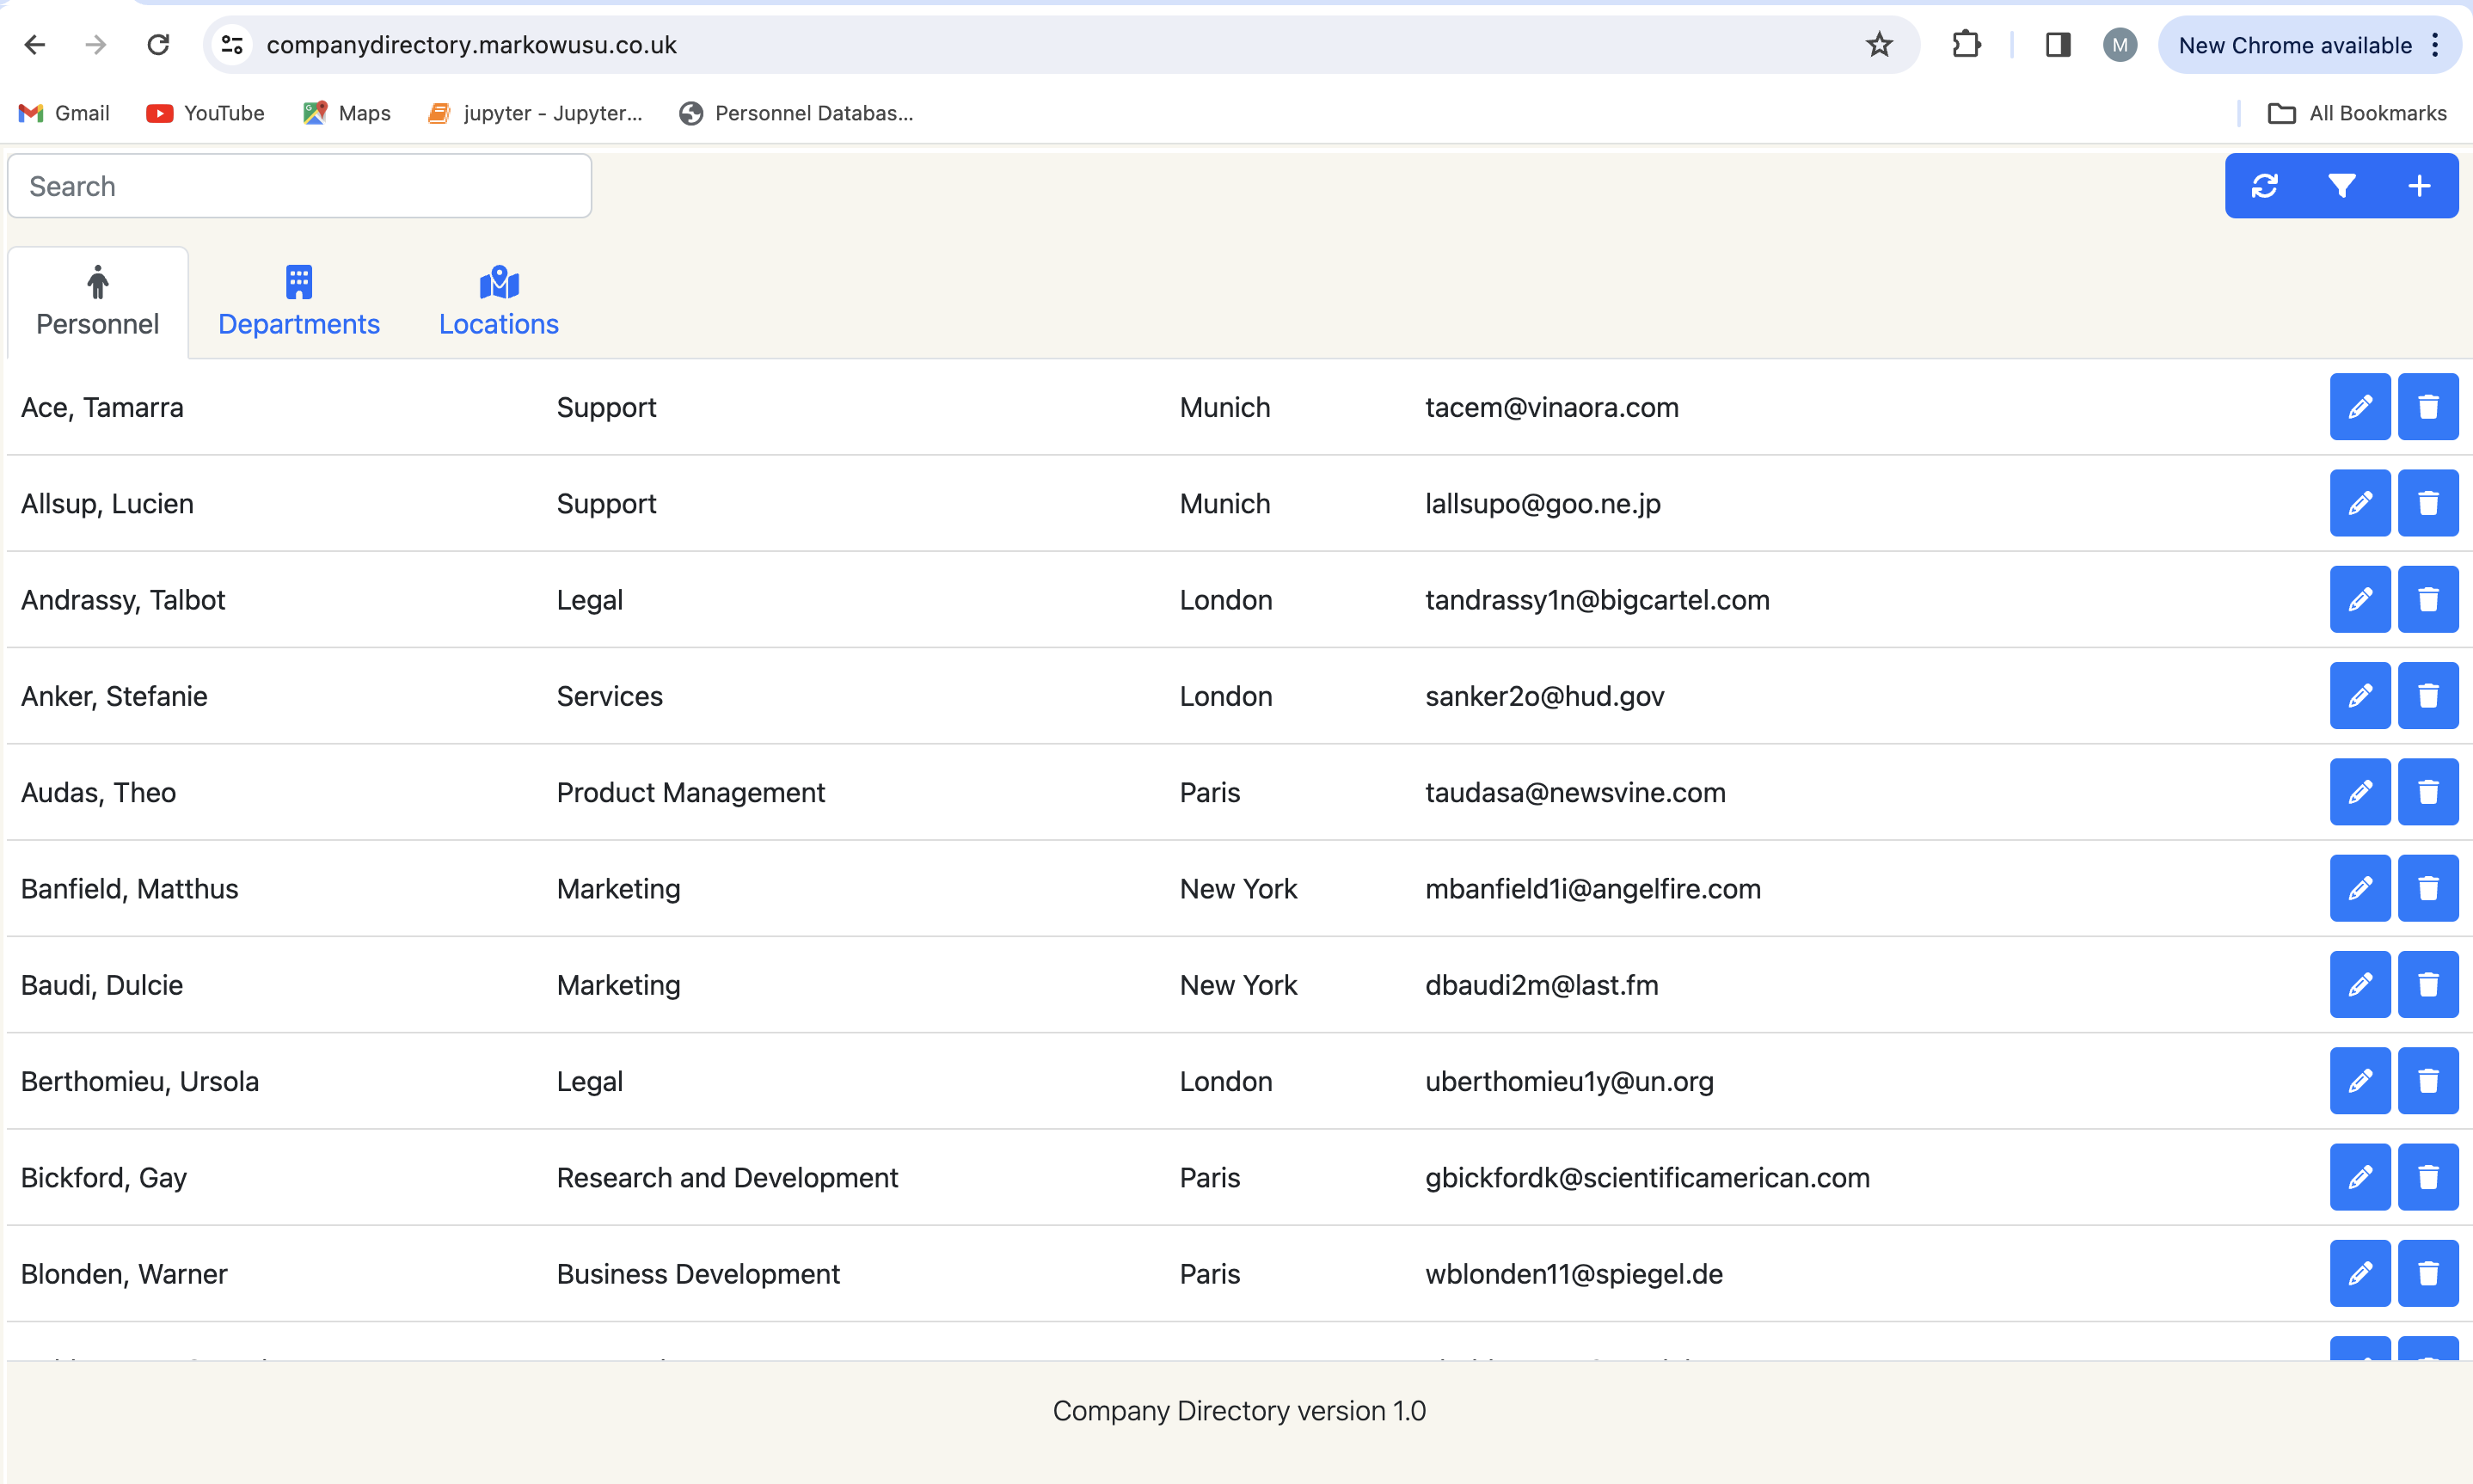 companydirectory.markowusu.co.uk M New Chrome available
Gmail YouTube Maps jupyter - Jupyter... Personnel Databas... All Bookmarks
Search
Personnel Departments Locations
Ace, Tamarra Support Munich tacem@vinaora.com
Allsup, Lucien Support Munich lallsupo@goo.ne.jp
Andrassy, Talbot Legal London tandrassy1n@bigcartel.com
Anker, Stefanie Services London sanker2o@hud.gov
Audas, Theo Product Management Paris taudasa@newsvine.com
Banfield, Matthus Marketing New York mbanfield1i@angelfire.com
Baudi, Dulcie Marketing New York dbaudi2m@last.fm
Berthomieu, Ursola Legal London uberthomieu1y@un.org
Bickford, Gay Research and Development Paris gbickfordk@scientificamerican.com
Blonden, Warner Business Development Paris wblonden11@spiegel.de
Company Directory version 1.0